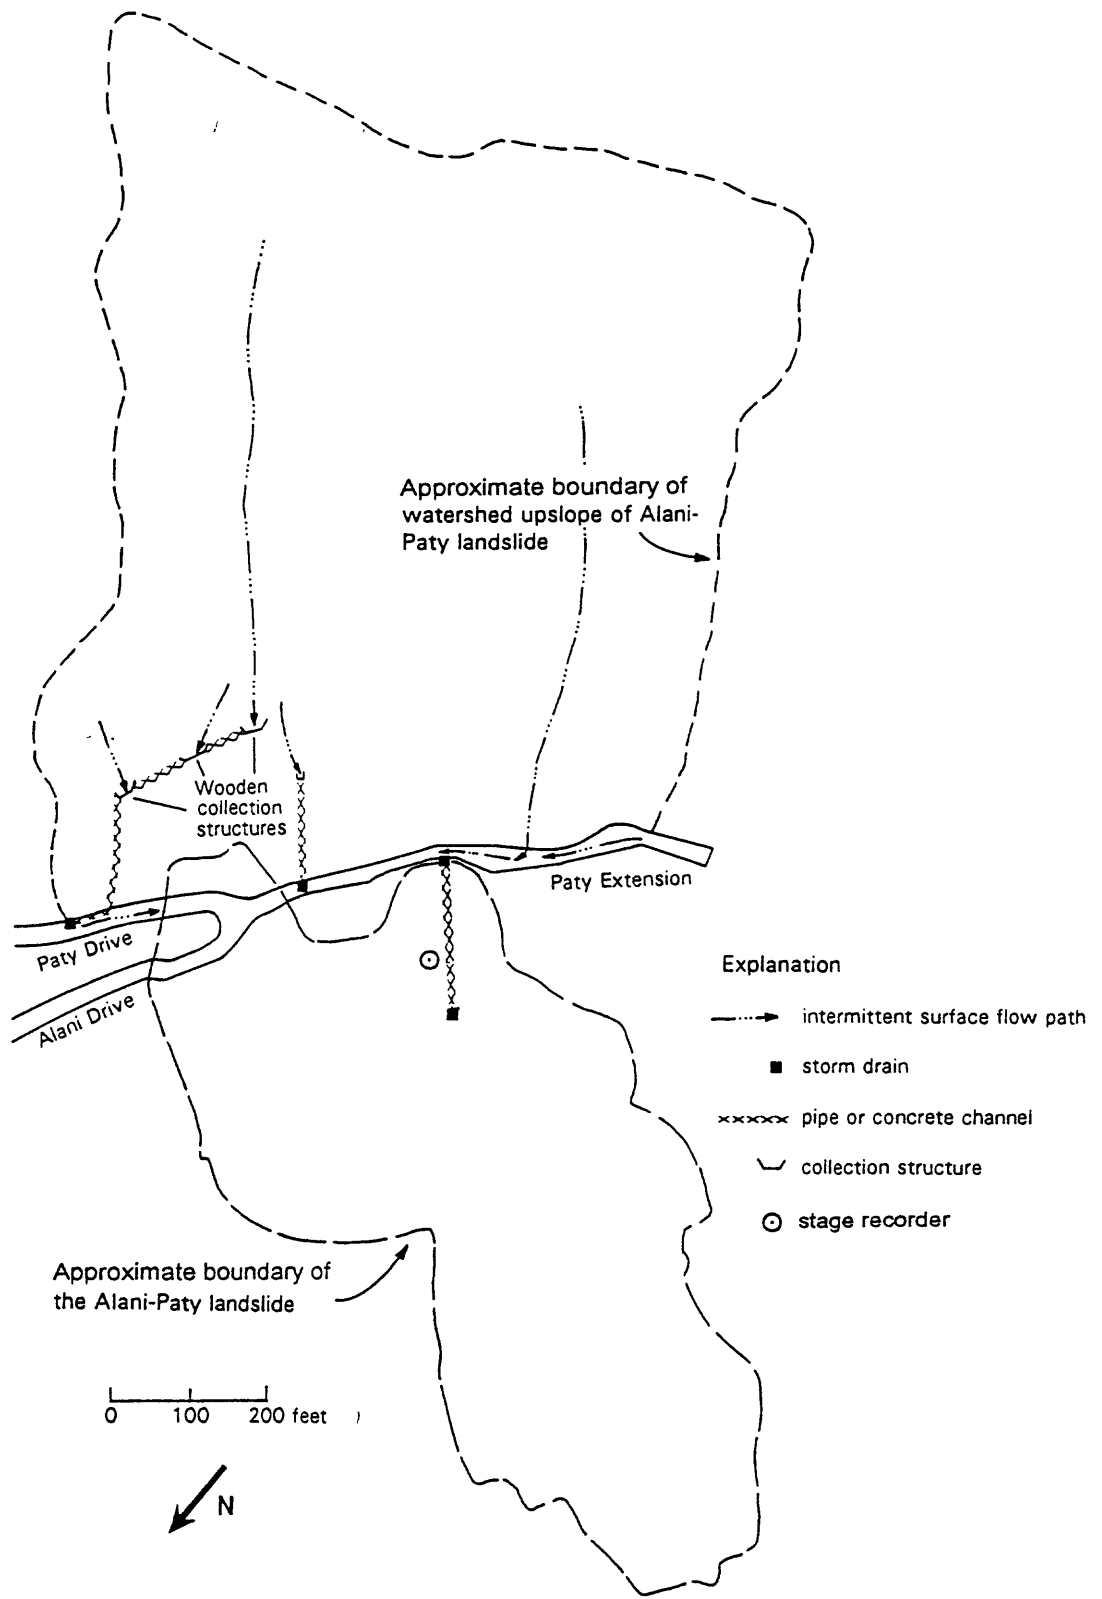 Approximate boundary of
watershed upslope of Alani-
Paty landslide
Wooden
collection
structures
Paty Extension
Paty Drive
Alani Drive
Explanation
intermittent surface flow path
storm drain
pipe or concrete channel
collection structure
stage recorder
Approximate boundary of
the Alani-Paty landslide
0 100 200 feet
N